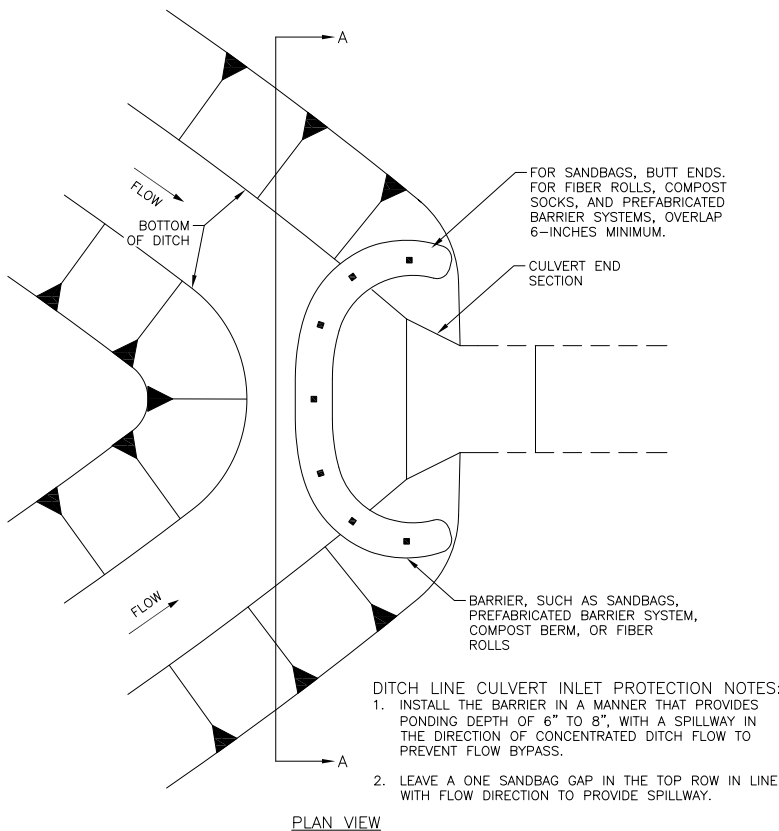 A
FOR SANDBAGS, BUTT ENDS.
FOR FIBER ROLLS, COMPOST
SOCKS, AND PREFABRICATED
BARRIER SYSTEMS, OVERLAP
6-INCHES MINIMUM.
FLOW
BOTTOM
OF DITCH
CULVERT END
SECTION
FLOW
BARRIER, SUCH AS SANDBAGS,
PREFABRICATED BARRIER SYSTEM,
COMPOST BERM, OR FIBER
ROLLS
DITCH LINE CULVERT INLET PROTECTION NOTES:
1. INSTALL THE BARRIER IN A MANNER THAT PROVIDES
PONDING DEPTH OF 6" TO 8", WITH A SPILLWAY IN
THE DIRECTION OF CONCENTRATED DITCH FLOW TO
PREVENT FLOW BYPASS.
A
2. LEAVE A ONE SANDBAG GAP IN THE TOP ROW IN LINE
WITH FLOW DIRECTION TO PROVIDE SPILLWAY.
PLAN VIEW